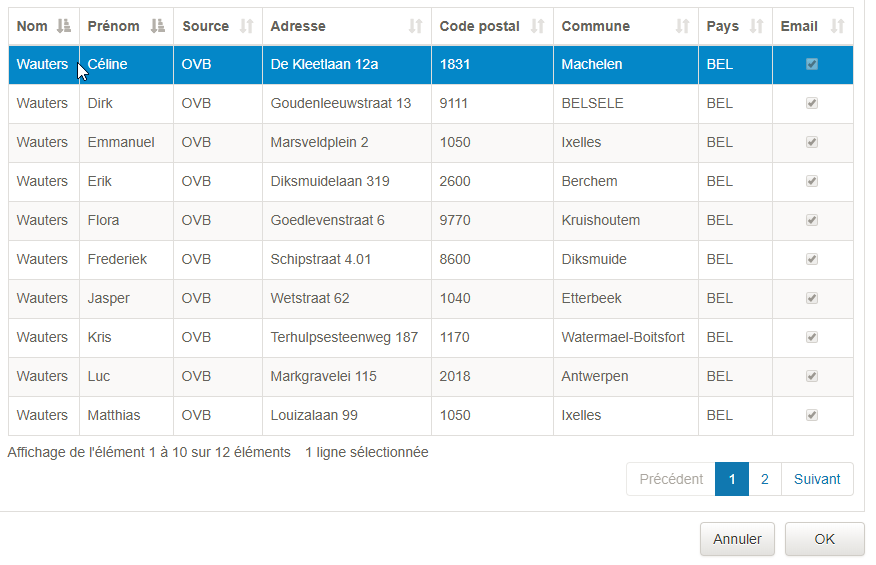 Nom Prénom Source Adresse Code postal Commune Pays Email
Wauters Céline OVB De Kleetlaan 12a 1831 Machelen BEL
Wauters Dirk OVB Goudenleeuwstraat 13 9111 BELSELE BEL
Wauters Emmanuel OVB Marsveldplein 2 1050 Ixelles BEL
Wauters Erik OVB Diksmuidelaan 319 2600 Berchem BEL
Wauters Flora OVB Goedlevenstraat 6 9770 Kruishoutem BEL
Wauters Frederiek OVB Schipstraat 4.01 8600 Diksmuide BEL
Wauters Jasper OVB Wetstraat 62 1040 Etterbeek BEL
Wauters Kris OVB Terhulpsesteenweg 187 1170 Watermael-Boitsfort BEL
Wauters Luc OVB Markgravelei 115 2018 Antwerpen BEL
Wauters Matthias OVB Louizalaan 99 1050 Ixelles BEL
Affichage de l'élément 1 à 10 sur 12 éléments 1 ligne sélectionnée
Précédent 1 2 Suivant
Annuler OK